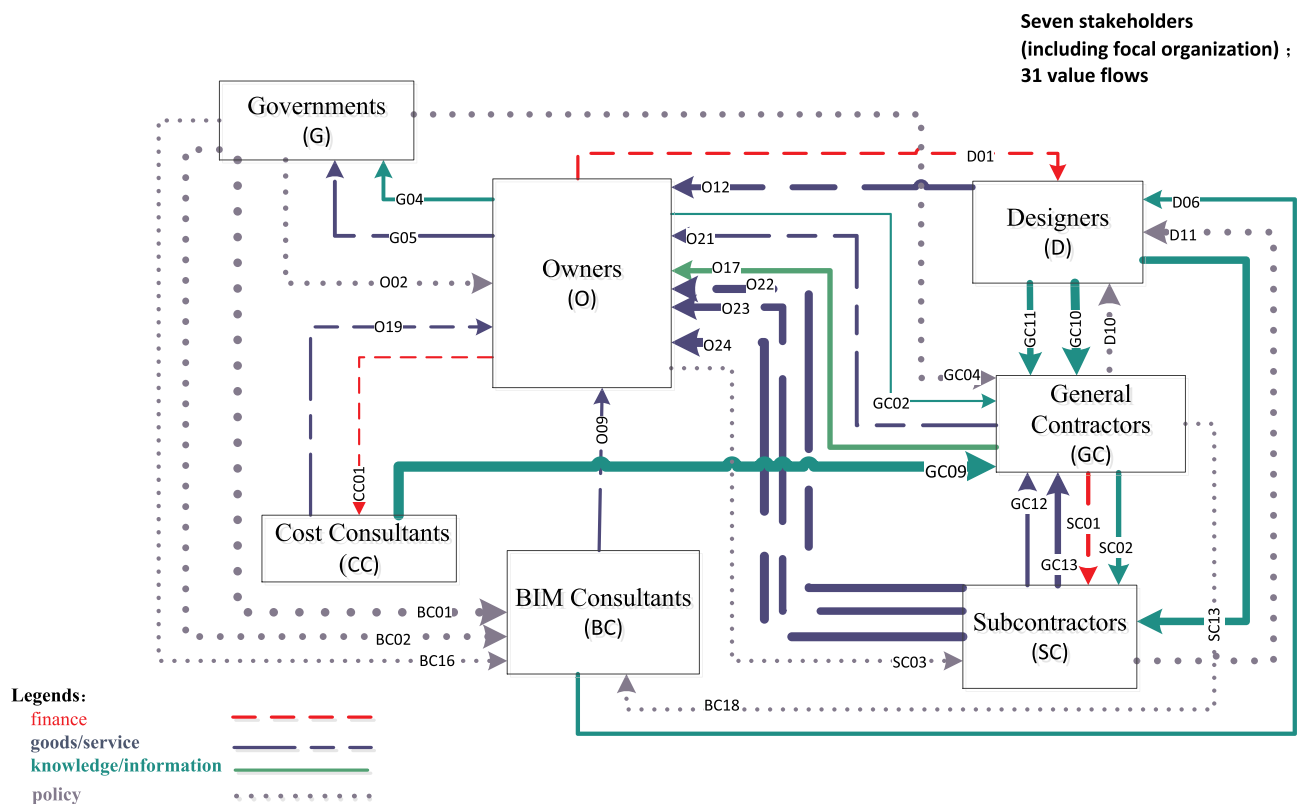 Seven stakeholders
(including focal organization) ;
31 value flows
Governments
(G)
D01
O12
D06
G04
Designers
(D)
D11
G05
O21
Owners
(O)
O17
O02
O22
O23
O19
GC11
GC10
D10
O24
GC04
GC02
General
Contractors
(GC)
O09
CC01
GC09
GC12
SC01
Cost Consultants
(CC)
SC02
GC13
BIM Consultants
(BC)
BC01
Subcontractors
(SC)
SC13
BC02
BC16
SC03
BC18
Legends:
finance
goods/service
knowledge/information
policy